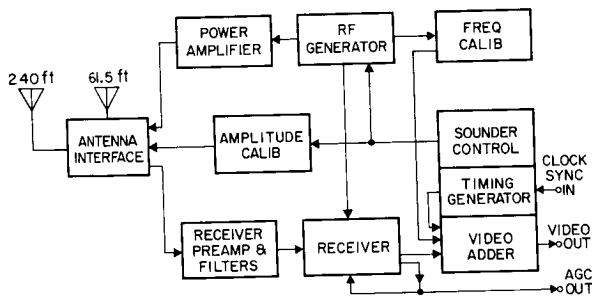 POWER
AMPLIFIER
RF
GENERATOR
FREQ
CALIB
240 ft
61.5 ft
ANTENNA
INTERFACE
AMPLITUDE
CALIB
SOUNDER
CONTROL
TIMING
GENERATOR
CLOCK
SYNC
IN
RECEIVER
PREAMP &
FILTERS
RECEIVER
VIDEO
ADDER
VIDEO
OUT
AGC
OUT